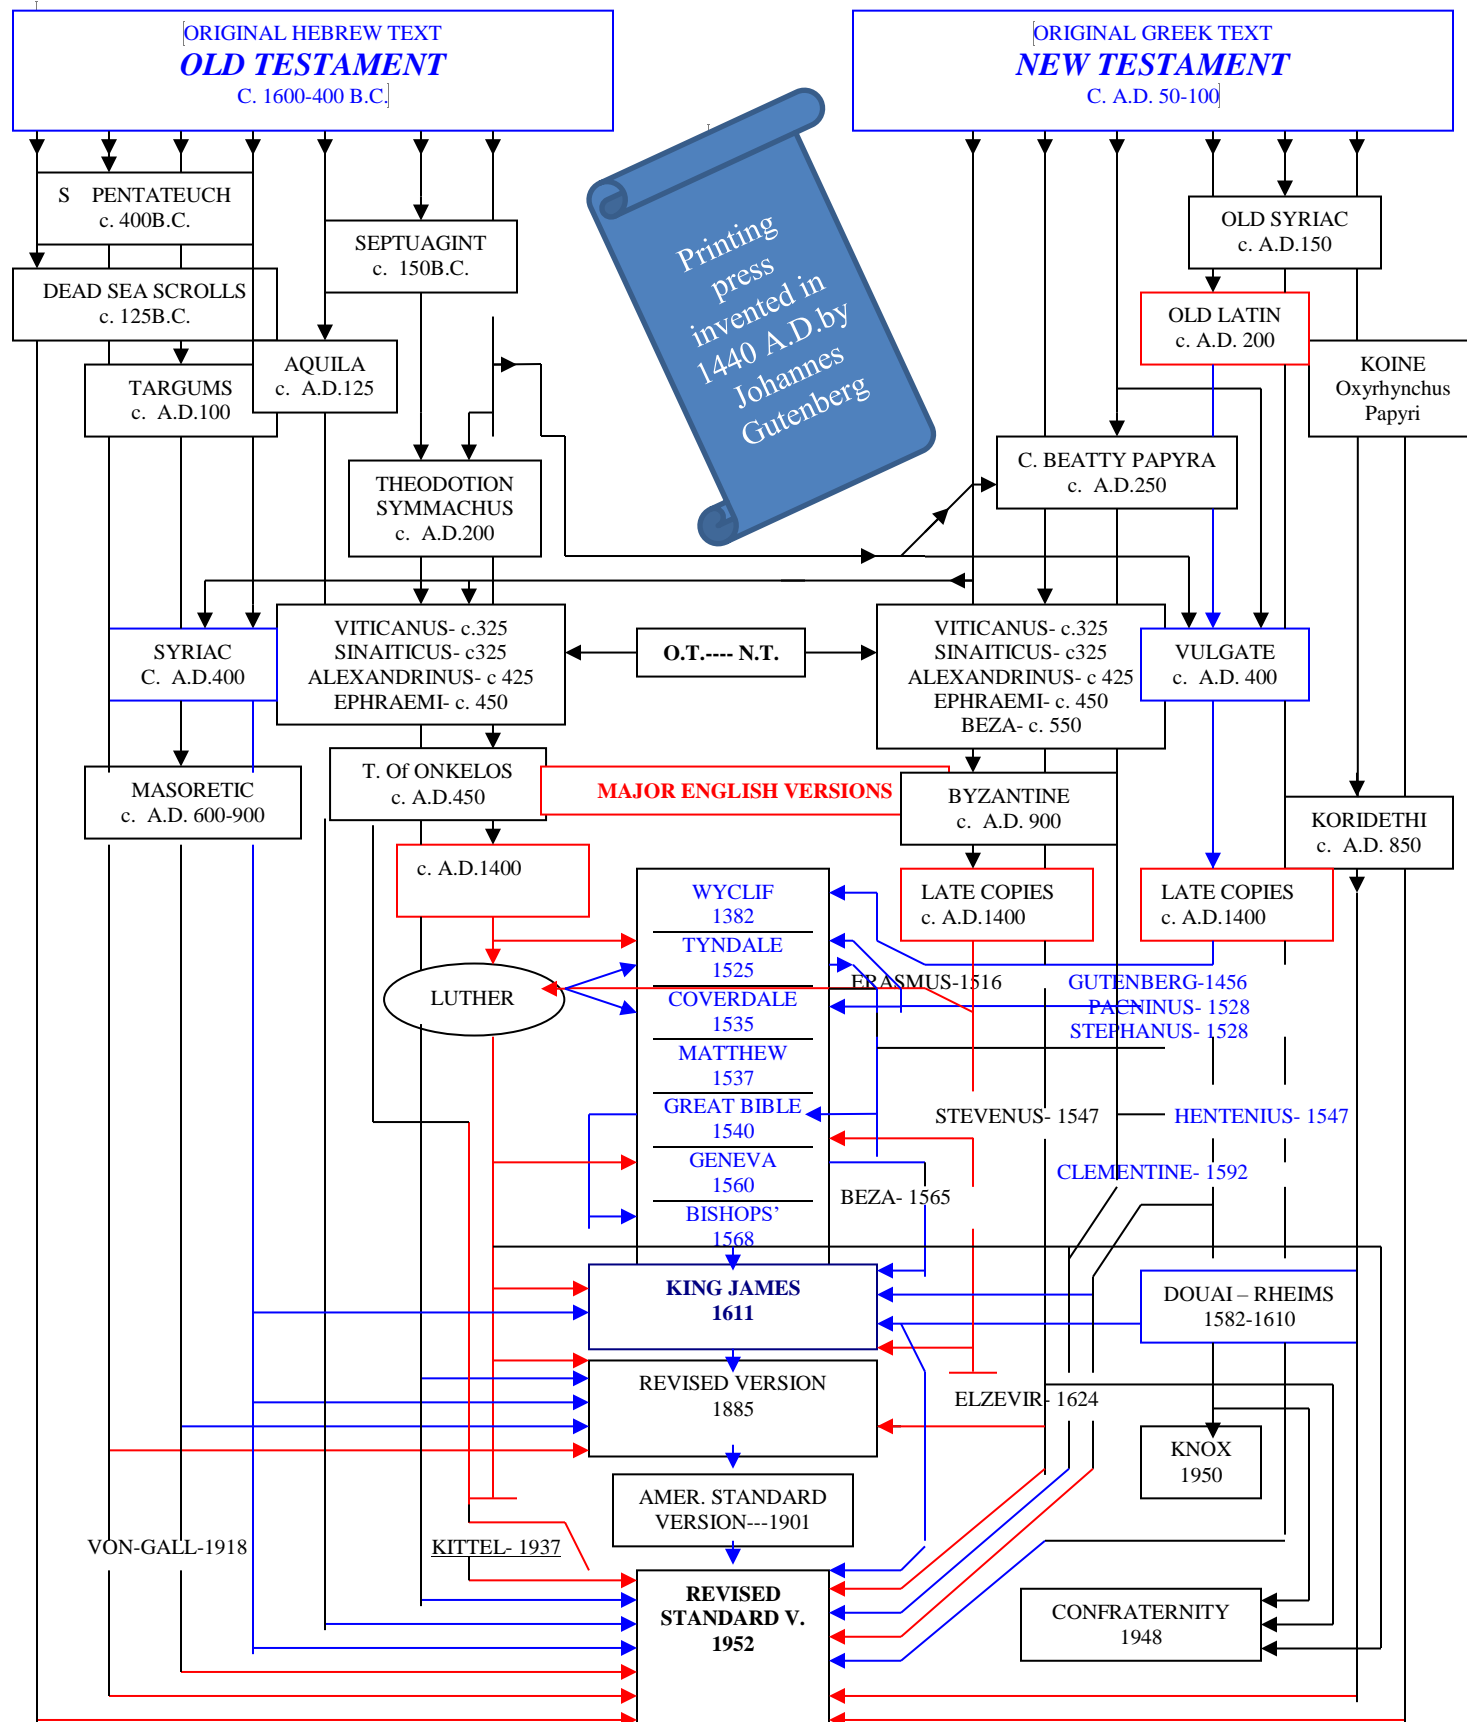 ORIGINAL HEBREW TEXT
OLD TESTAMENT
C. 1600-400 B.C.
ORIGINAL GREEK TEXT
NEW TESTAMENT
C. A.D. 50-100
S PENTATEUCH
c. 400B.C.
DEAD SEA SCROLLS
c. 125B.C.
TARGUMS
c. A.D.100
SEPTUAGINT
c. 150B.C.
AQUILA
c. A.D.125
THEODOTION
SYMMACHUS
c. A.D.200
Printing
press
invented in
1440 A.D.by
Johannes
Gutenberg
OLD SYRIAC
c. A.D.150
OLD LATIN
c. A.D. 200
KOINE
Oxyrhynchus
Papyri
C. BEATTY PAPYRA
c. A.D.250
SYRIAC
C. A.D.400
VITICANUS- c.325
SINAITICUS- c325
ALEXANDRINUS- c 425
EPHRAEMI- c. 450
O.T.---- N.T.
VITICANUS- c.325
SINAITICUS- c325
ALEXANDRINUS- c 425
EPHRAEMI- c. 450
BEZA- c. 550
VULGATE
c. A.D. 400
MASORETIC
c. A.D. 600-900
T. Of ONKELOS
c. A.D.450
MAJOR ENGLISH VERSIONS
BYZANTINE
c. A.D. 900
KORIDETHI
c. A.D. 850
c. A.D.1400
LATE COPIES
c. A.D.1400
LATE COPIES
c. A.D.1400
LUTHER
WYCLIF
1382
TYNDALE
1525
COVERDALE
1535
MATTHEW
1537
GREAT BIBLE
1540
GENEVA
1560
BISHOPS’
1568
ERASMUS-1516
GUTENBERG-1456
PACNINUS- 1528
STEPHANUS- 1528
STEVENUS- 1547
HENTENIUS- 1547
CLEMENTINE- 1592
BEZA- 1565
KING JAMES
1611
DOUAI – RHEIMS
1582-1610
REVISED VERSION
1885
ELZEVIR- 1624
KNOX
1950
AMER. STANDARD
VERSION---1901
VON-GALL-1918
KITTEL- 1937
REVISED
STANDARD V.
1952
CONFRATERNITY
1948